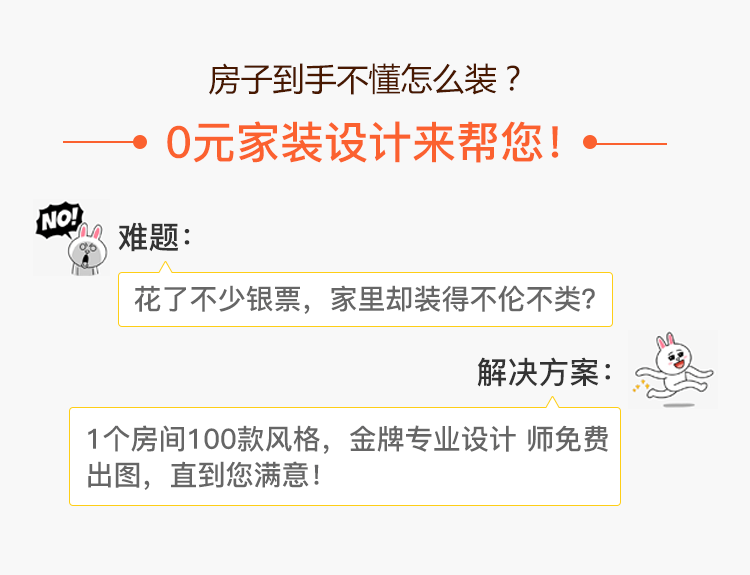 房子到手不懂怎么装？
0元家装设计来帮您！
NO!
难题：
花了不少银票，家里却装得不伦不类？
解决方案：
1个房间100款风格，金牌专业设计 师免费
出图，直到您满意！